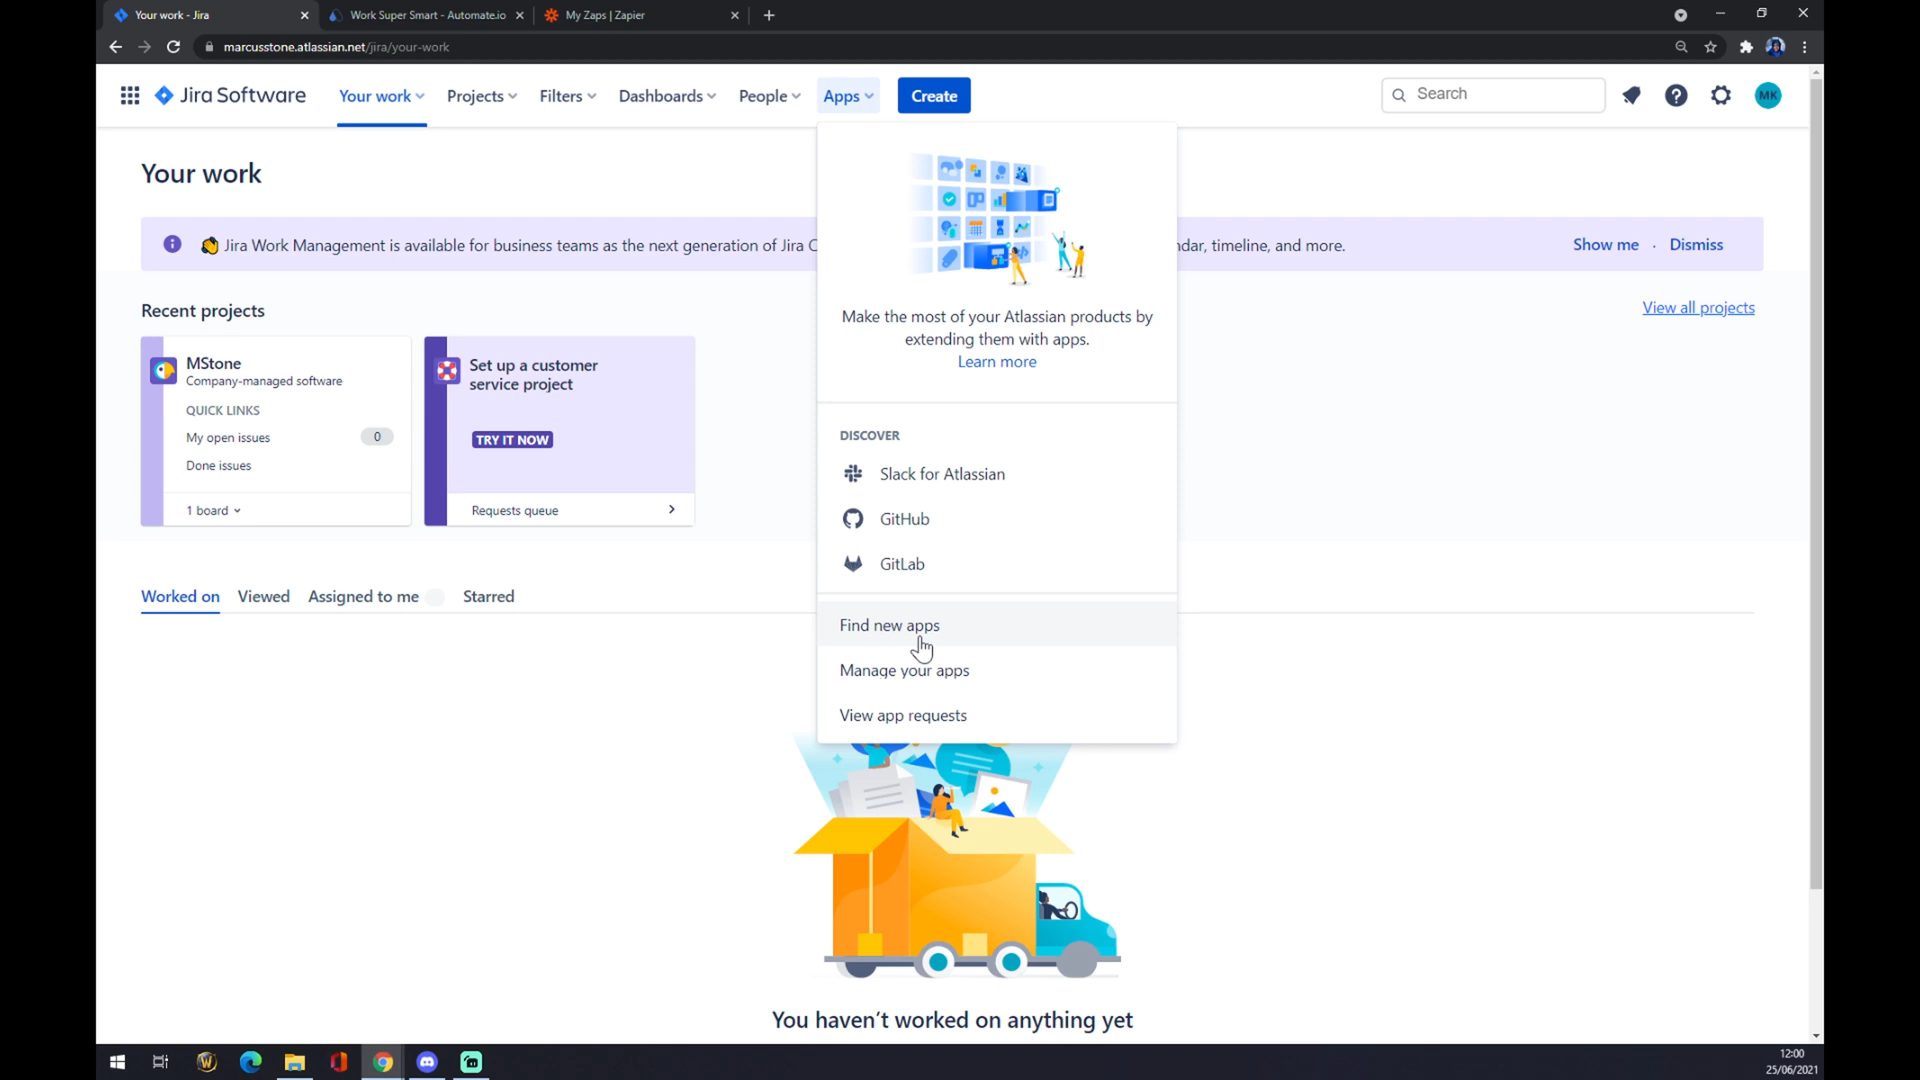 Your work - Jira
Work Super Smart - Automate.io
My Zaps | Zapier
marcusstone.atlassian.net/jira/your-work
Jira Software
Your work
Projects
Filters
Dashboards
People
Apps
Create
Search
MK
Your work
Jira Work Management is available for business teams as the next generation of Jira C
ndar, timeline, and more.
Show me · Dismiss
Make the most of your Atlassian products by
extending them with apps.
Learn more
Recent projects
View all projects
MStone
Company-managed software
QUICK LINKS
My open issues 0
Done issues
1 board
Set up a customer
service project
TRY IT NOW
Requests queue
DISCOVER
Slack for Atlassian
GitHub
GitLab
Find new apps
Manage your apps
View app requests
Worked on
Viewed
Assigned to me
Starred
You haven't worked on anything yet
12:00
25/06/2021